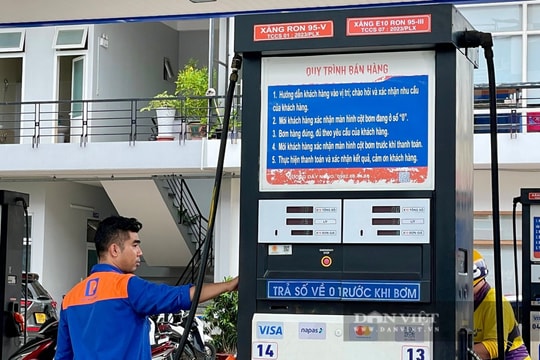 XĂNG RON 95-V
TCCS 01 : 2023/PLX
XĂNG E10 RON 95-III
TCCS 07 : 2023/PLX
QUY TRÌNH BÁN HÀNG
1. Hướng dẫn khách hàng vào vị trí; chào hỏi và xác nhận nhu cầu
của khách hàng.
2. Mời khách hàng xác nhận màn hình cột bơm đang ở số "0".
3. Bơm hàng đúng, đủ theo yêu cầu của khách hàng.
4. Mời khách hàng xác nhận màn hình cột bơm trước khi thanh toán.
5. Thực hiện thanh toán và xác nhận kết quả, cảm ơn khách hàng.
TRẢ SỐ VỀ 0 TRƯỚC KHI BƠM
DÂN VIỆT
VISA
napas
14
13